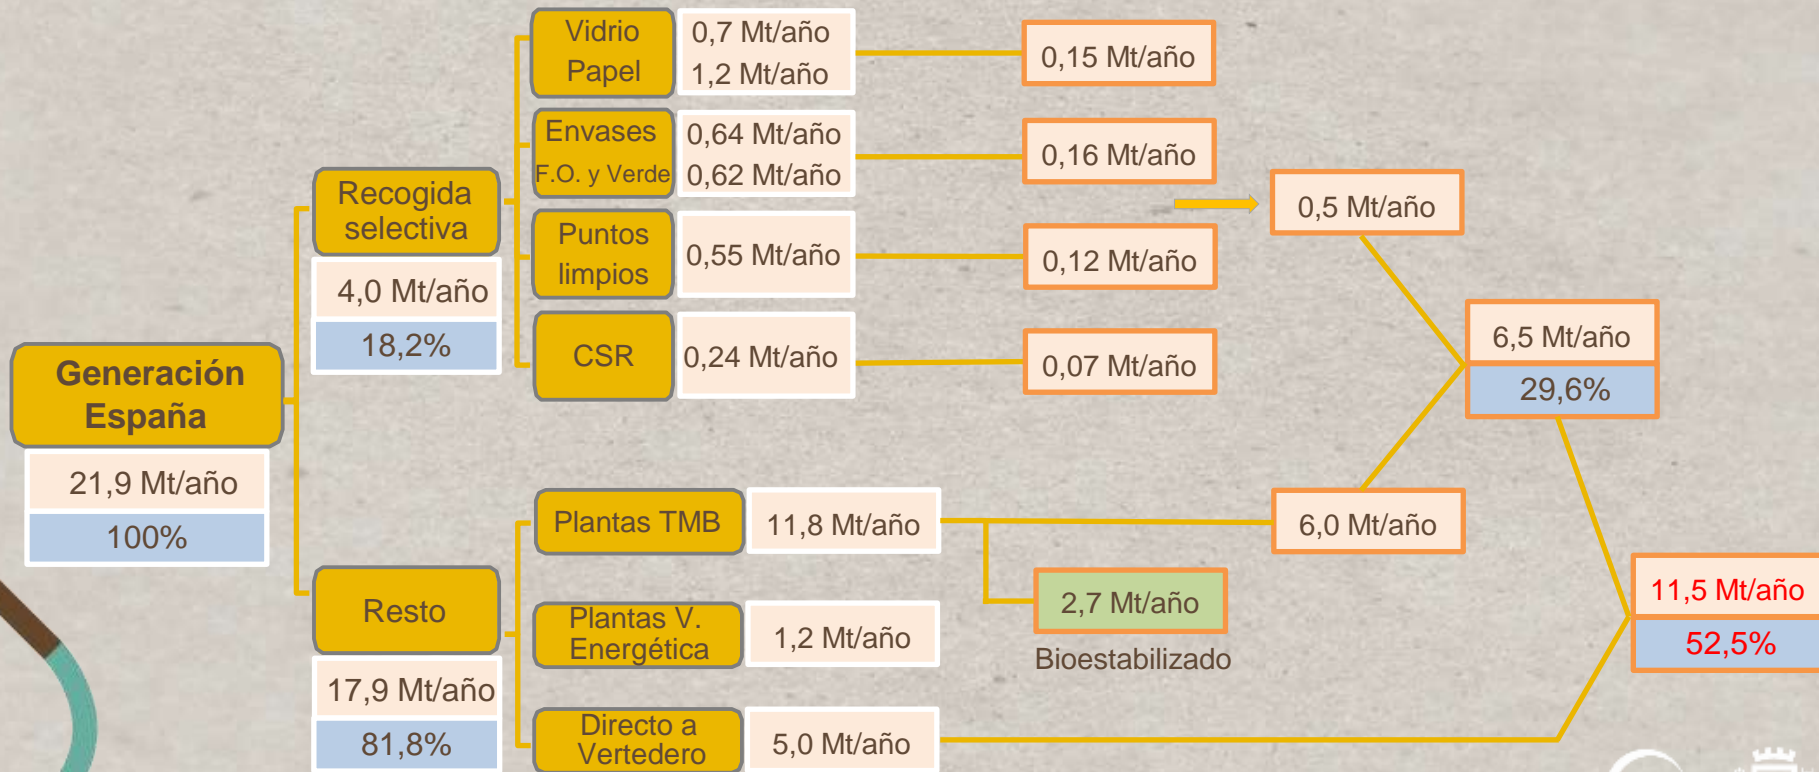 Generación
España
21,9 Mt/año
100%
Recogida
selectiva
4,0 Mt/año
18,2%
Vidrio
Papel
0,7 Mt/año
1,2 Mt/año
0,15 Mt/año
Envases
F.O. y Verde
0,64 Mt/año
0,62 Mt/año
0,16 Mt/año
Puntos
limpios
0,55 Mt/año
0,12 Mt/año
CSR
0,24 Mt/año
0,07 Mt/año
0,5 Mt/año
6,5 Mt/año
29,6%
Resto
17,9 Mt/año
81,8%
Plantas TMB
11,8 Mt/año
6,0 Mt/año
2,7 Mt/año
Bioestabilizado
Plantas V.
Energética
1,2 Mt/año
Directo a
Vertedero
5,0 Mt/año
11,5 Mt/año
52,5%